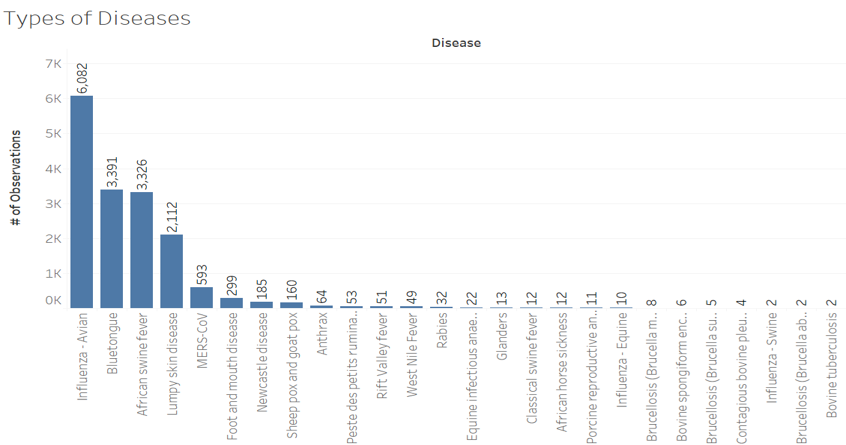 Types of Diseases
Disease
# of Observations
7K
6K
5K
4K
3K
2K
1K
0K
6,082
3,391
3,326
2,112
593
299
185
160
64
53
51
49
32
22
13
12
12
11
10
8
6
5
4
2
2
2
Influenza - Avian
Bluetongue
African swine fever
Lumpy skin disease
MERS-CoV
Foot and mouth disease
Newcastle disease
Sheep pox and goat pox
Anthrax
Peste des petits rumina..
Rift Valley fever
West Nile Fever
Rabies
Equine infectious anae..
Glanders
Classical swine fever
African horse sickness
Porcine reproductive an..
Influenza - Equine
Brucellosis (Brucella m..
Bovine spongiform enc..
Brucellosis (Brucella su..
Contagious bovine pleu..
Influenza - Swine
Brucellosis (Brucella ab..
Bovine tuberculosis